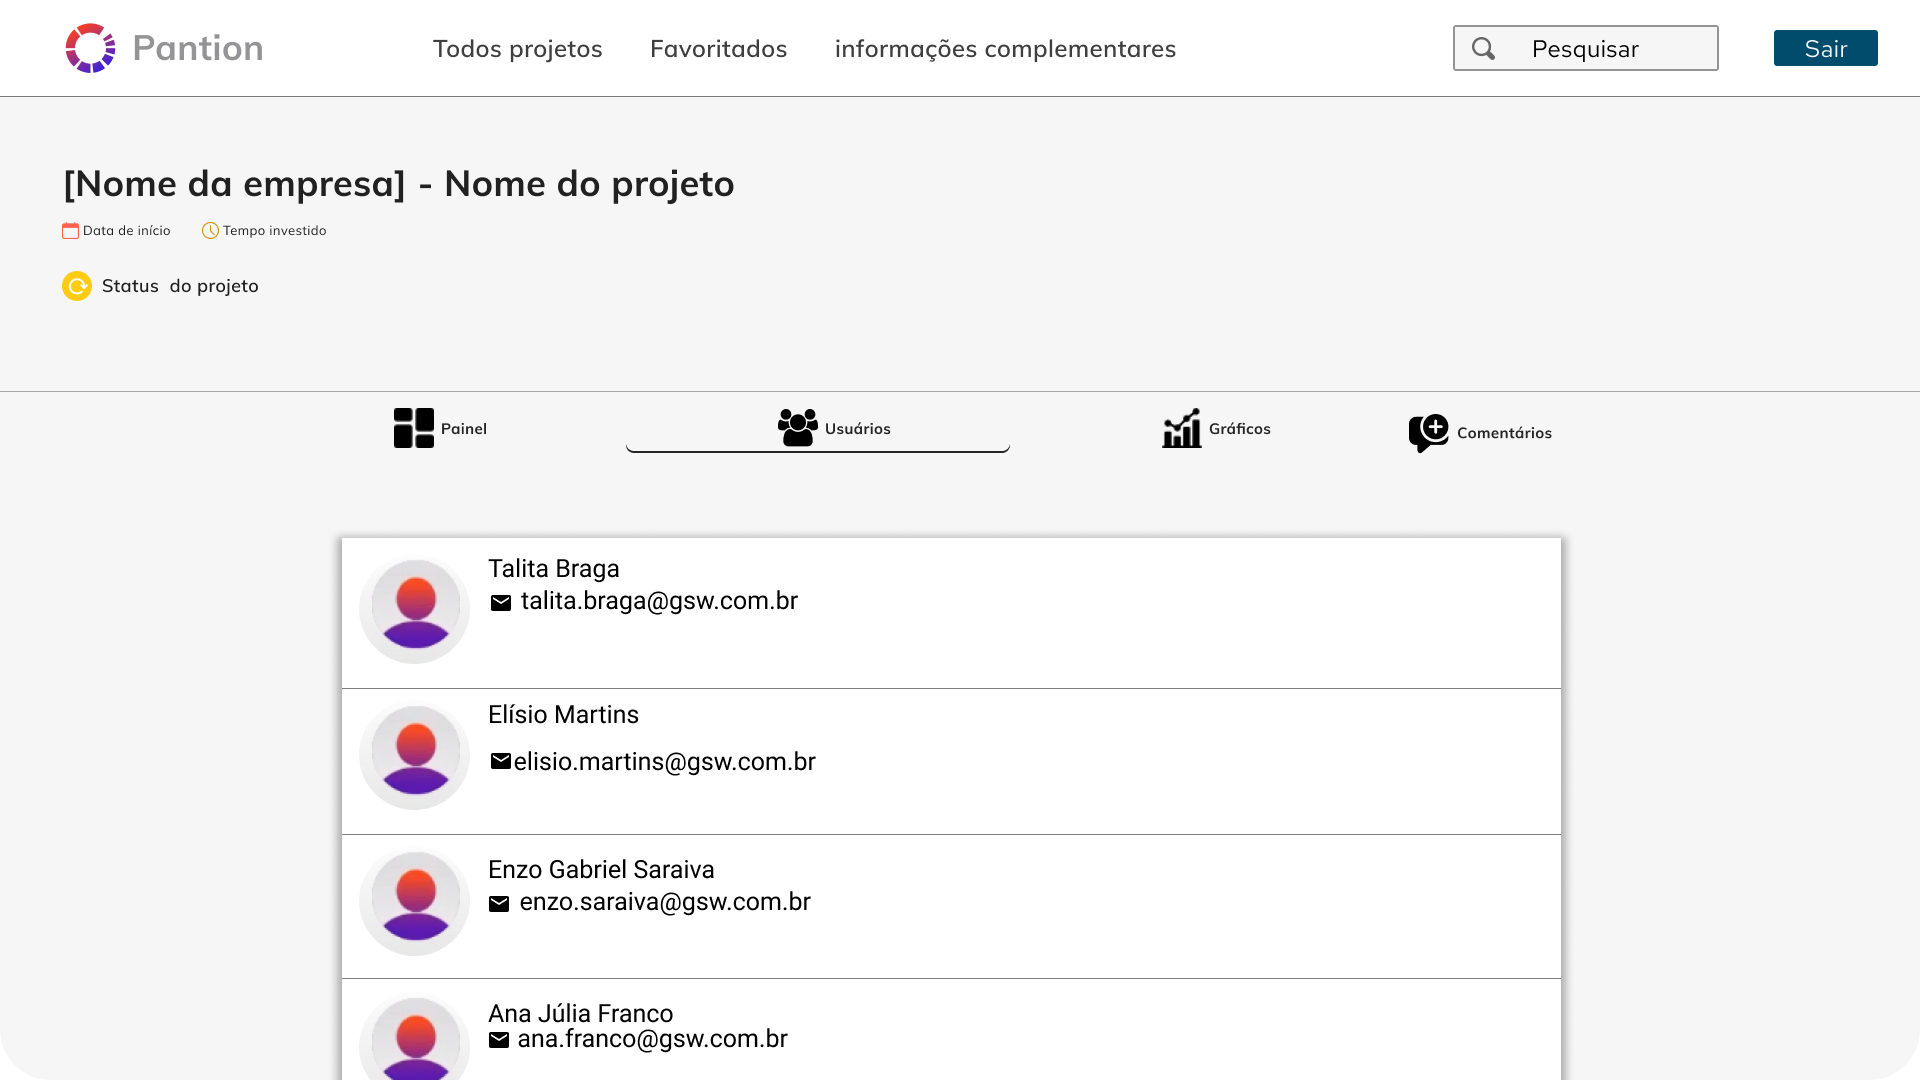 Pantion
Todos projetos
Favoritados
informações complementares
Pesquisar
Sair
[Nome da empresa] - Nome do projeto
Data de início
Tempo investido
Status  do projeto
Painel
Usuários
Gráficos
Comentários
Talita Braga
talita.braga@gsw.com.br
Elísio Martins
elisio.martins@gsw.com.br
Enzo Gabriel Saraiva
enzo.saraiva@gsw.com.br
Ana Júlia Franco
ana.franco@gsw.com.br